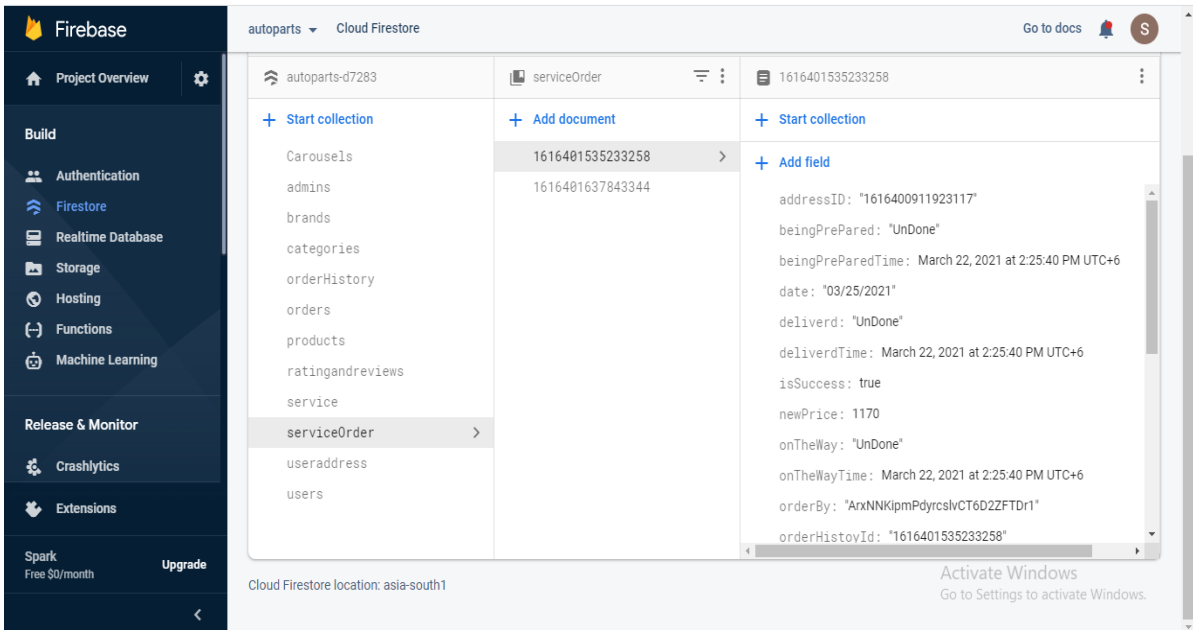 Firebase
autoparts Cloud Firestore
Go to docs
S
Project Overview
Build
Authentication
Firestore
Realtime Database
Storage
Hosting
Functions
Machine Learning
Release & Monitor
Crashlytics
Extensions
Spark
Free $0/month
Upgrade
autoparts-d7283
Start collection
Carousels
admins
brands
categories
orderHistory
orders
products
ratingandreviews
service
serviceOrder
useraddress
users
serviceOrder
Add document
1616401535233258
1616401637843344
1616401535233258
Start collection
Add field
addressID: "1616400911923117"
beingPrePared: "UnDone"
beingPreParedTime: March 22, 2021 at 2:25:40 PM UTC+6
date: "03/25/2021"
deliverd: "UnDone"
deliverdTime: March 22, 2021 at 2:25:40 PM UTC+6
isSuccess: true
newPrice: 1170
onTheWay: "UnDone"
onTheWayTime: March 22, 2021 at 2:25:40 PM UTC+6
orderBy: "ArxNNKipmPdyrcslvCT6D2ZFTDr1"
orderHistoyId: "1616401535233258"
Cloud Firestore location: asia-south1
Activate Windows
Go to Settings to activate Windows.